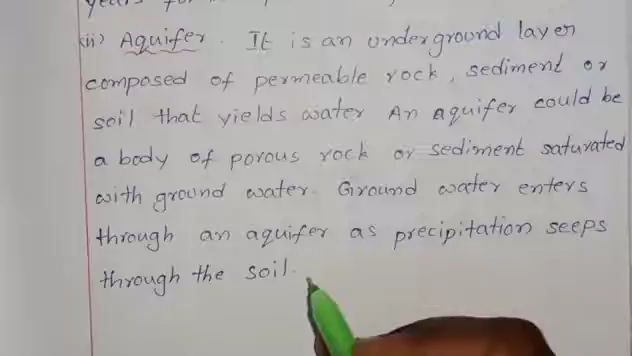 (ii) Aquifer. It is an underground layer
composed of permeable rock, sediment or
soil that yields water An aquifer could be
a body of porous rock or sediment saturated
with ground water. Ground water enters
through an aquifer as precipitation seeps
through the soil.